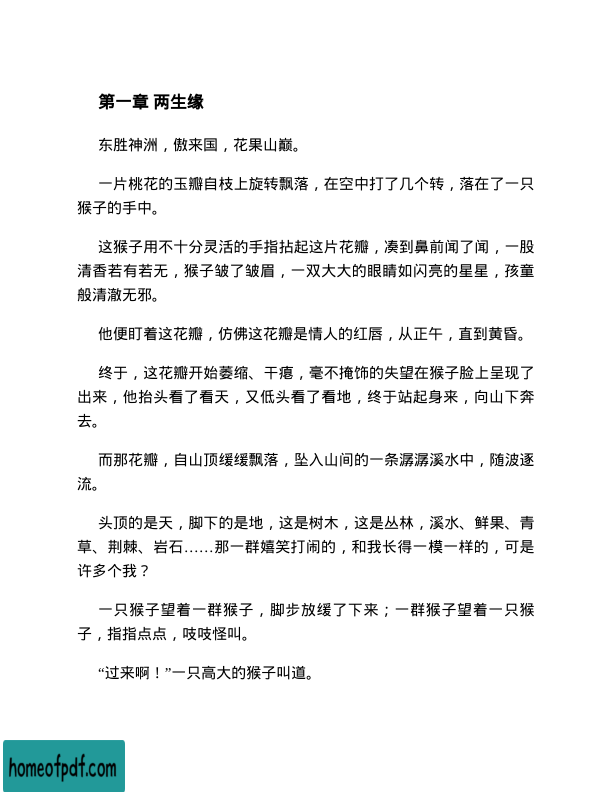 第一章 两生缘
东胜神洲，傲来国，花果山巅。
一片桃花的玉瓣自枝上旋转飘落，在空中打了几个转，落在了一只
猴子的手中。
这猴子用不十分灵活的手指拈起这片花瓣，凑到鼻前闻了闻，一股
清香若有若无，猴子皱了皱眉，一双大大的眼睛如闪亮的星星，孩童
般清澈无邪。
他便盯着这花瓣，仿佛这花瓣是情人的红唇，从正午，直到黄昏。
终于，这花瓣开始萎缩、干瘪，毫不掩饰的失望在猴子脸上呈现了
出来，他抬头看了看天，又低头看了看地，终于站起身来，向山下奔
去。
而那花瓣，自山顶缓缓飘落，坠入山间的一条潺潺溪水中，随波逐
流。
头顶的是天，脚下的是地，这是树木，这是丛林，溪水、鲜果、青
草、荆棘、岩石……那一群嬉笑打闹的，和我长得一模一样的，可是
许多个我？
一只猴子望着一群猴子，脚步放缓了下来；一群猴子望着一只猴
子，指指点点，吱吱怪叫。
“过来啊！”一只高大的猴子叫道。
homeofpdf.com